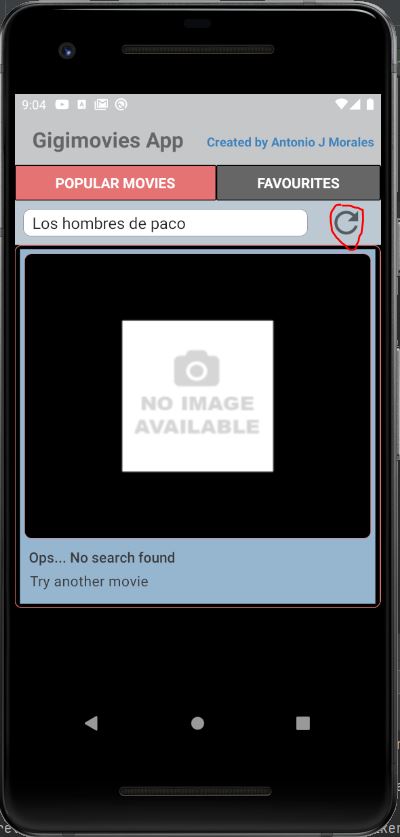 9:04
Gigimovies App
Created by Antonio J Morales
POPULAR MOVIES
FAVOURITES
Los hombres de paco
NO IMAGE
AVAILABLE
Ops... No search found
Try another movie